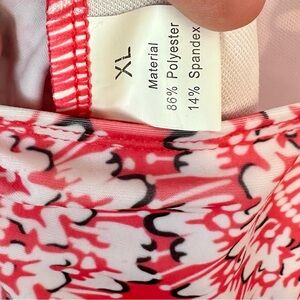 XL
Material
86% Polyester
14% Spandex